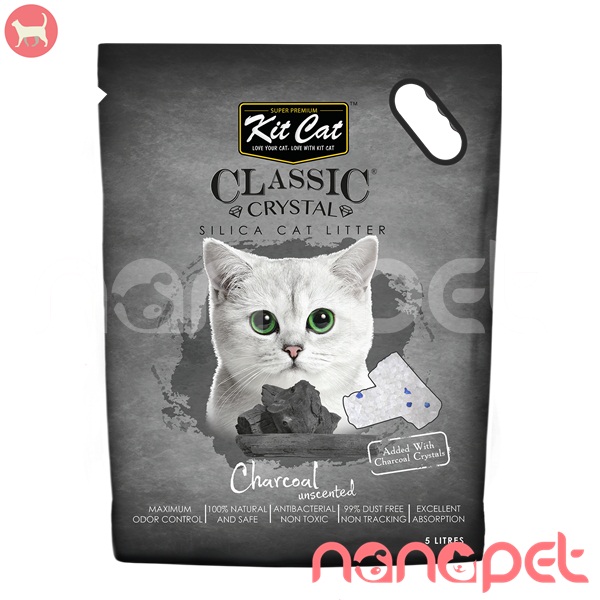 SUPER PREMIUM
Kit Cat™
LOVE YOUR CAT, LOVE WITH KIT CAT
CLASSIC®
CRYSTAL
SILICA CAT LITTER
nanapet
Added With
Charcoal Crystals
Charcoal
unscented
MAXIMUM ODOR CONTROL
100% NATURAL AND SAFE
ANTIBACTERIAL NON TOXIC
99% DUST FREE NON TRACKING
EXCELLENT ABSORPTION
5 LITRES
nanapet